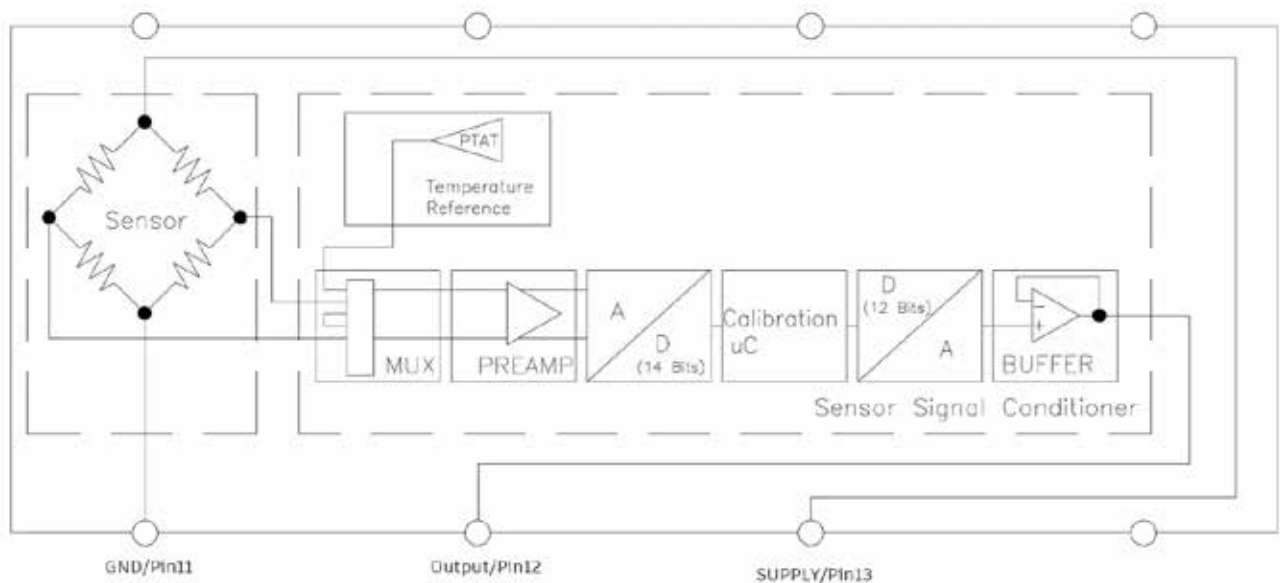 PTAT
Temperature
Reference
Sensor
A
D
(14 Bits)
Calibration
uC
D
(12 Bits)
A
MUX
PREAMP
BUFFER
Sensor Signal Conditioner
GND/Pin11
Output/Pin12
SUPPLY/Pin13